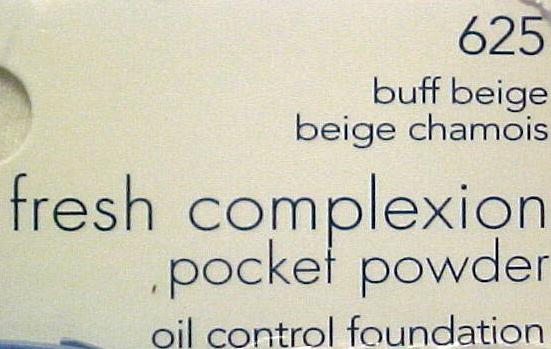 625
buff beige
beige chamois
fresh complexion
pocket powder
oil control foundation